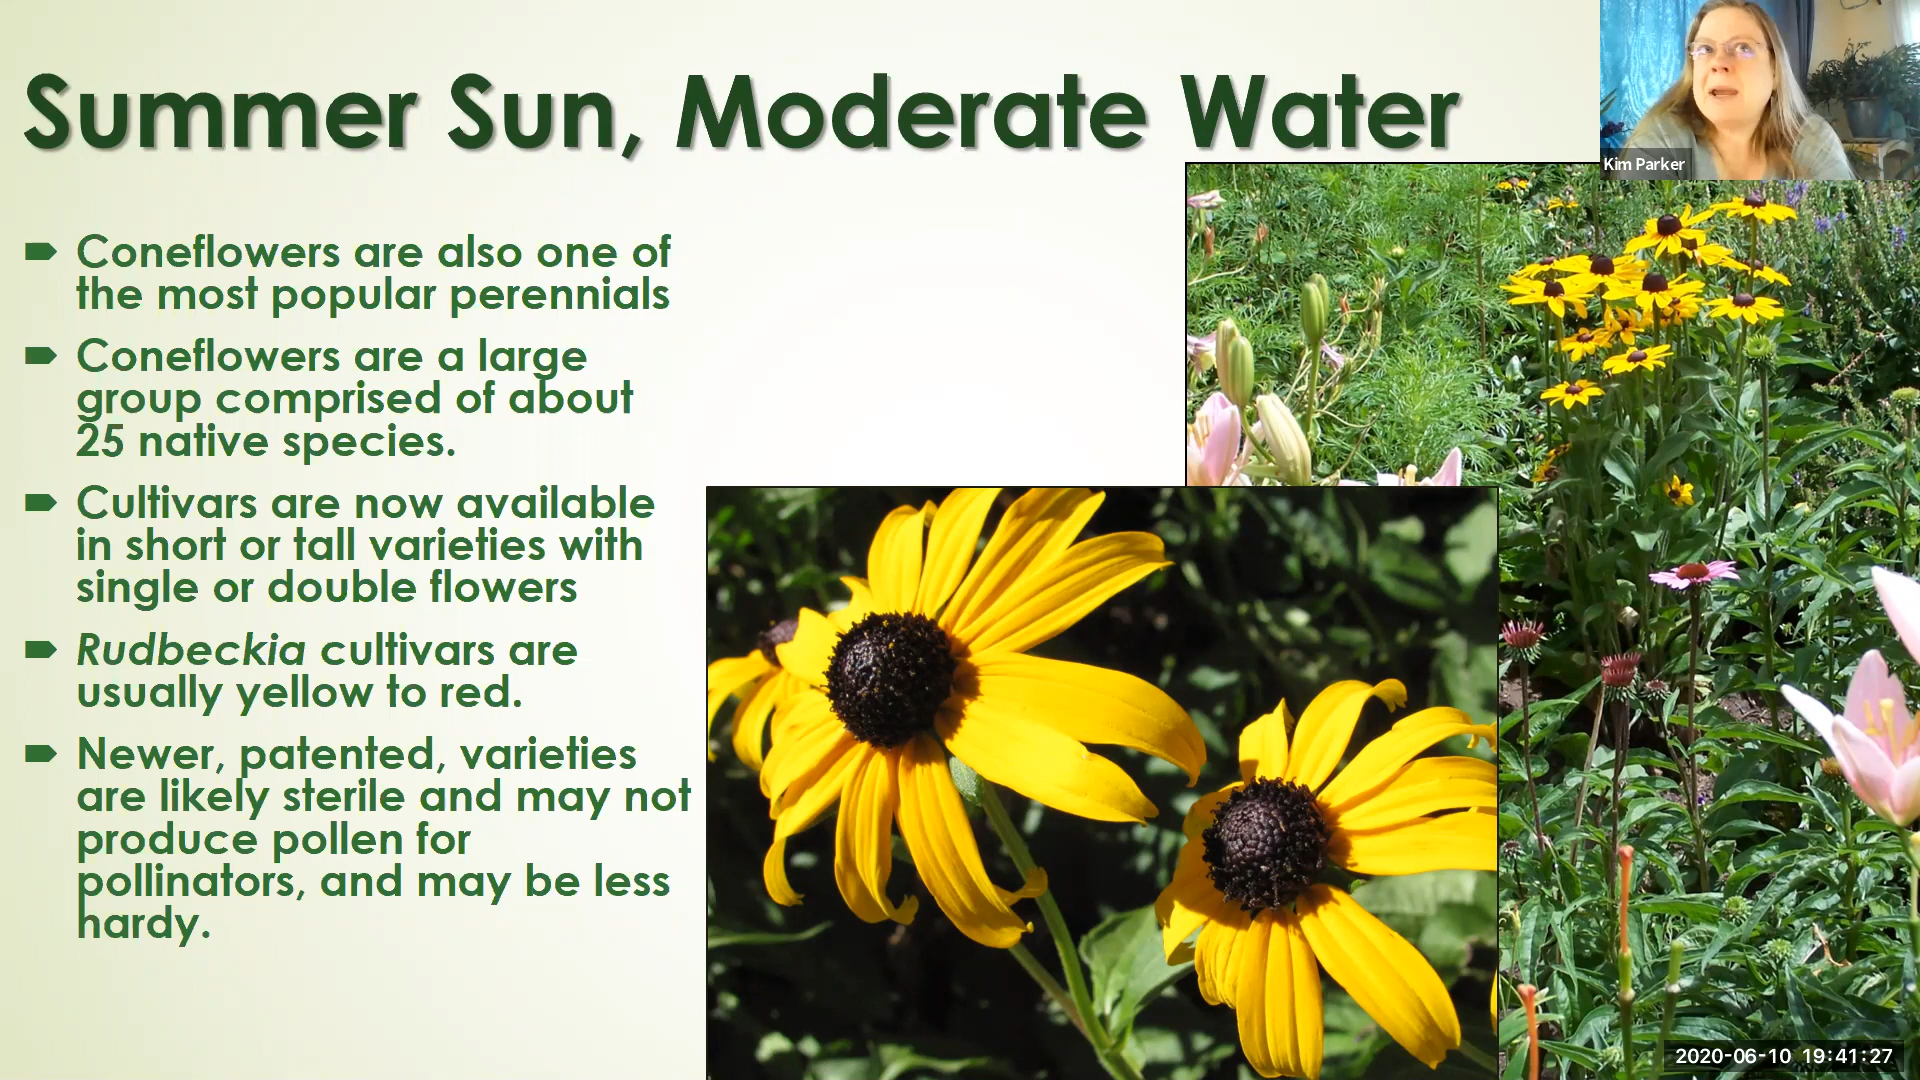 Summer Sun, Moderate Water
Kim Parker
Coneflowers are also one of
the most popular perennials
Coneflowers are a large
group comprised of about
25 native species.
Cultivars are now available
in short or tall varieties with
single or double flowers
Rudbeckia cultivars are
usually yellow to red.
Newer, patented, varieties
are likely sterile and may not
produce pollen for
pollinators, and may be less
hardy.
2020-06-10 19:41:27